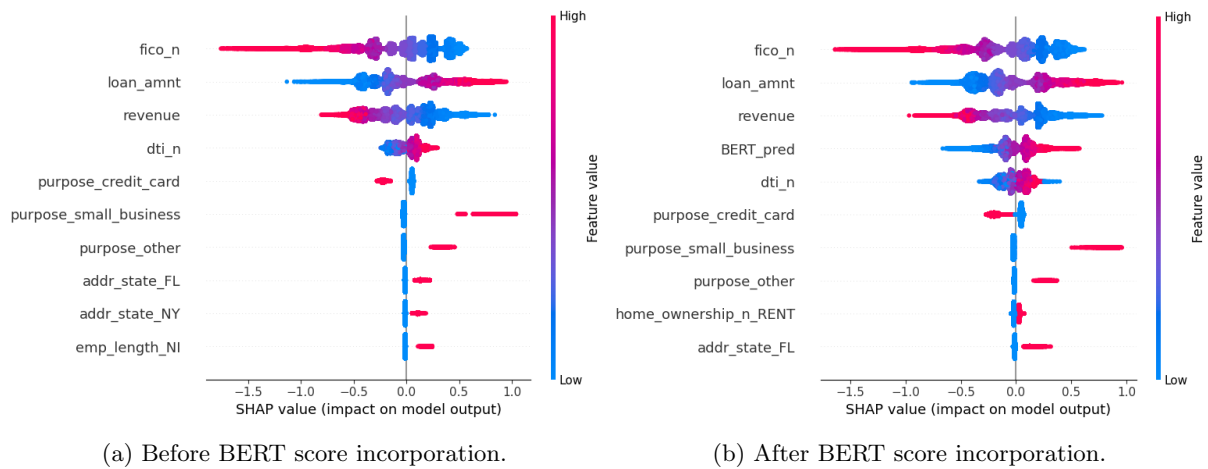 High
fico_n
loan_amnt
revenue
dti_n
purpose_credit_card
purpose_small_business
purpose_other
addr_state_FL
addr_state_NY
emp_length_NI
Feature value
Low
−1.5 −1.0 −0.5 0.0 0.5 1.0
SHAP value (impact on model output)
(a) Before BERT score incorporation.
High
fico_n
loan_amnt
revenue
BERT_pred
dti_n
purpose_credit_card
purpose_small_business
purpose_other
home_ownership_n_RENT
addr_state_FL
Feature value
Low
−1.5 −1.0 −0.5 0.0 0.5 1.0
SHAP value (impact on model output)
(b) After BERT score incorporation.